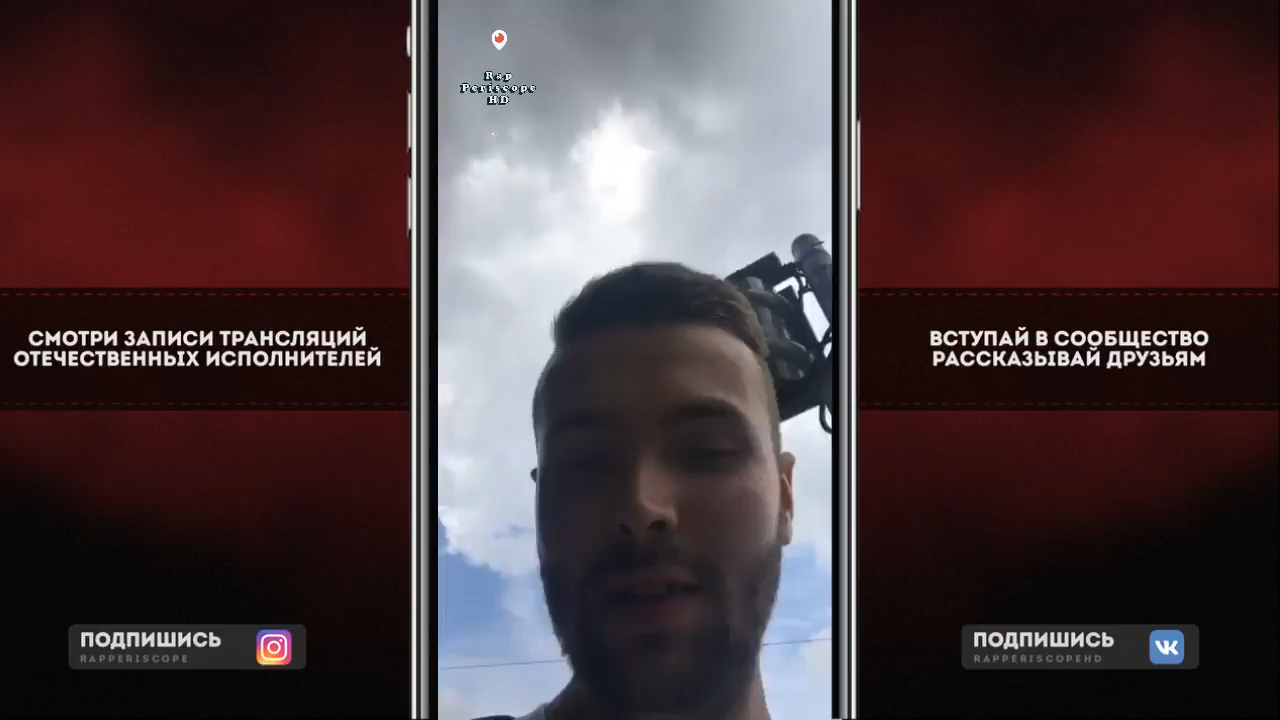 Rap
Periscope
HD
СМОТРИ ЗАПИСИ ТРАНСЛЯЦИЙ
ОТЕЧЕСТВЕННЫХ ИСПОЛНИТЕЛЕЙ
ВСТУПАЙ В СООБЩЕСТВО
РАССКАЗЫВАЙ ДРУЗЬЯМ
ПОДПИШИСЬ
RAPPERISCOPE
ПОДПИШИСЬ
RAPPERISCOPEHD